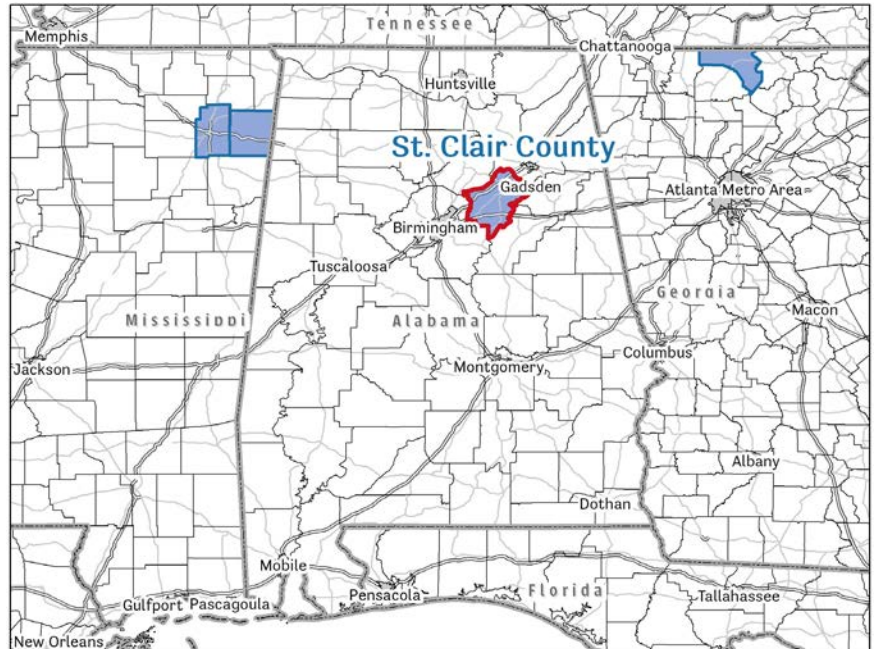 Tennessee
Memphis
Chattanooga
Huntsville
St. Clair County
Gadsden
Atlanta Metro Area
Birmingham
Tuscaloosa
Georgia
Mississippi
Alabama
Macon
Columbus
Jackson
Montgomery
Albany
Dothan
Mobile
Florida
Pensacola
Tallahassee
Gulfport
Pascagoula
New Orleans